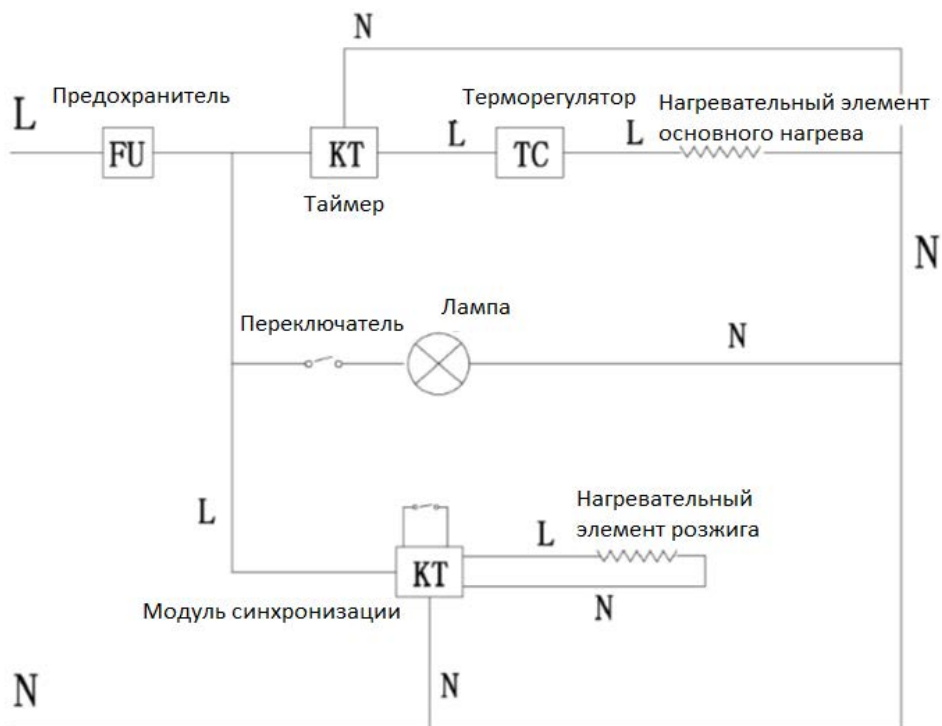 N
Предохранитель
Терморегулятор
Нагревательный элемент
основного нагрева
L
FU
KT
L
TC
L
Таймер
N
Переключатель
Лампа
N
L
Нагревательный
элемент розжига
L
KT
N
Модуль синхронизации
N
N